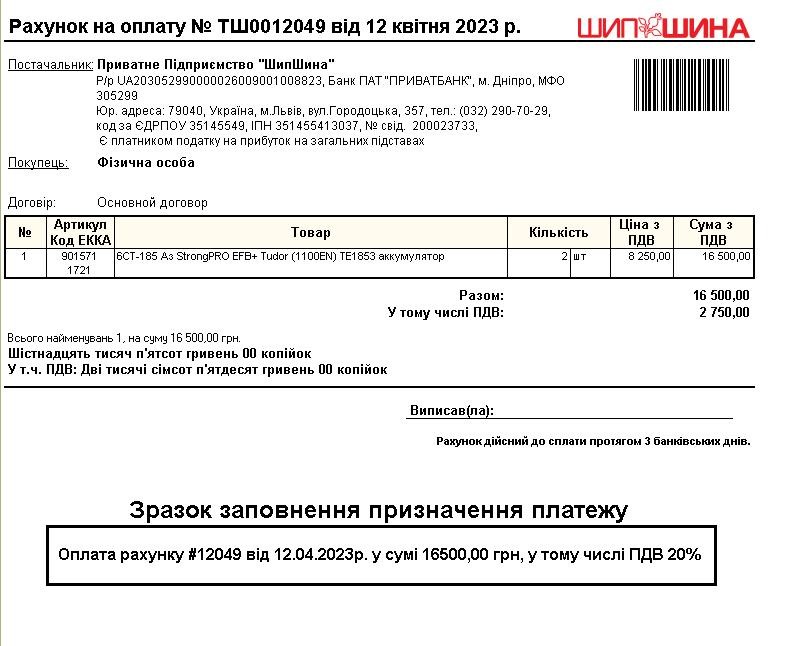 Рахунок на оплату № ТШ0012049 від 12 квітня 2023 р.
ШИПШИНА
Постачальник: Приватне Підприємство "ШипШина"
Р/р UA203052990000026009001008823, Банк ПАТ "ПРИВАТБАНК", м. Дніпро, МФО
305299
Юр. адреса: 79040, Україна, м.Львів, вул.Городоцька, 357, тел.: (032) 290-70-29,
код за ЄДРПОУ 35145549, ІПН 351455413037, № свід. 200023733,
Є платником податку на прибуток на загальних підставах
Покупець: Фізична особа
Договір: Основной договор
№ Артикул Код ЕККА Товар Кількість Ціна з ПДВ Сума з ПДВ
1 901571 1721 6СТ-185 Аз StrongPRO EFB+ Tudor (1100EN) TE1853 аккумулятор 2 шт 8 250,00 16 500,00
Разом: 16 500,00
У тому числі ПДВ: 2 750,00
Всього найменувань 1, на суму 16 500,00 грн.
Шістнадцять тисяч п'ятсот гривень 00 копійок
У т.ч. ПДВ: Дві тисячі сімсот п'ятдесят гривень 00 копійок
Виписав(ла):
Рахунок дійсний до сплати протягом 3 банківських днів.
Зразок заповнення призначення платежу
Оплата рахунку #12049 від 12.04.2023р. у сумі 16500,00 грн, у тому числі ПДВ 20%